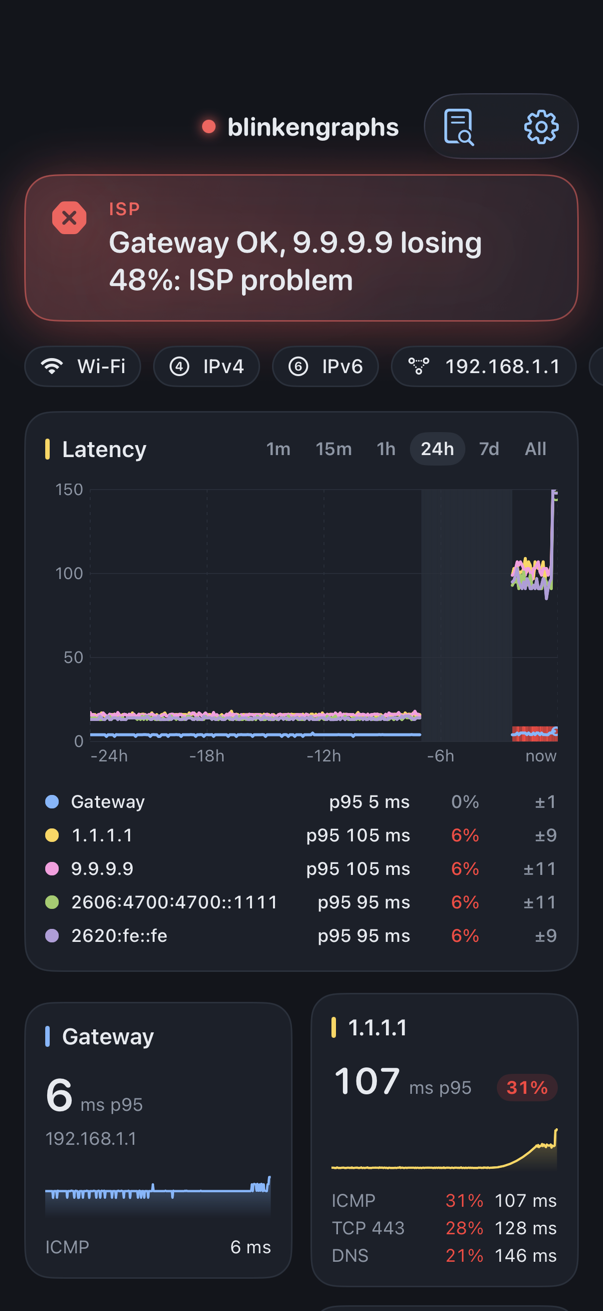 blinkengraphs
ISP
Gateway OK, 9.9.9.9 losing
48%: ISP problem
Wi-Fi
4 IPv4
6 IPv6
192.168.1.1
Latency 1m 15m 1h 24h 7d All
150
100
50
0
-24h -18h -12h -6h now
Gateway p95 5 ms 0% ±1
1.1.1.1 p95 105 ms 6% ±9
9.9.9.9 p95 105 ms 6% ±11
2606:4700:4700::1111 p95 95 ms 6% ±11
2620:fe::fe p95 95 ms 6% ±9
Gateway
6 ms p95
192.168.1.1
ICMP 6 ms
1.1.1.1
107 ms p95 31%
ICMP 31% 107 ms
TCP 443 28% 128 ms
DNS 21% 146 ms